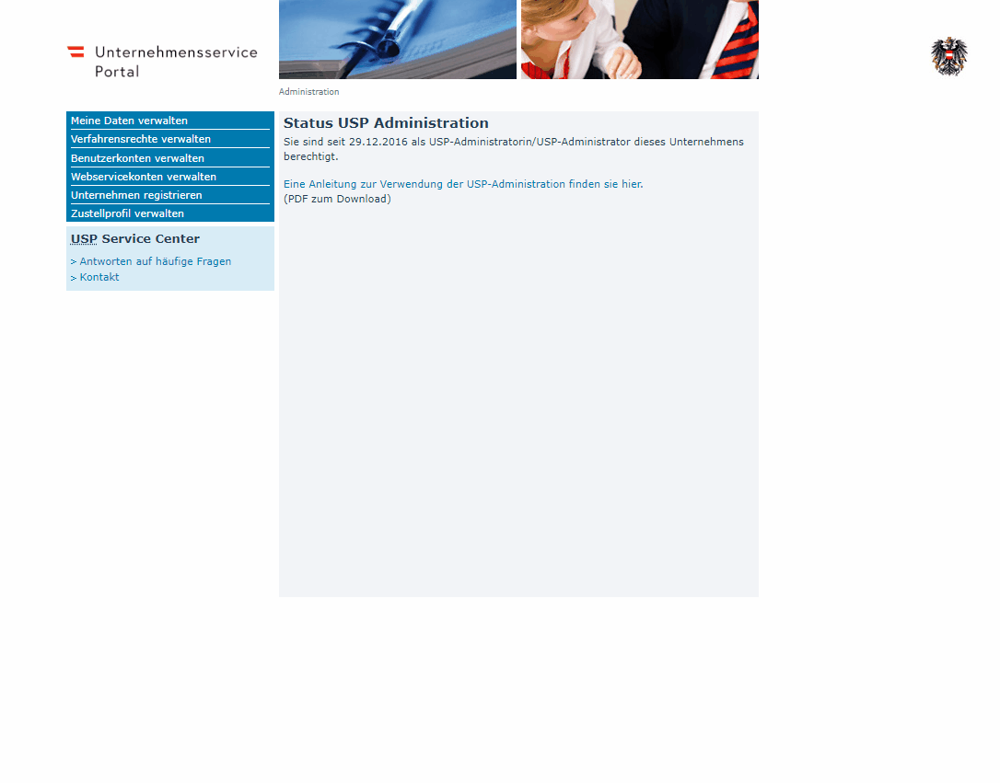 Unternehmensservice
Portal
Administration
Meine Daten verwalten
Verfahrensrechte verwalten
Benutzerkonten verwalten
Webservicekonten verwalten
Unternehmen registrieren
Zustellprofil verwalten
USP Service Center
> Antworten auf häufige Fragen
> Kontakt
Status USP Administration
Sie sind seit 29.12.2016 als USP-Administratorin/USP-Administrator dieses Unternehmens
berechtigt.
Eine Anleitung zur Verwendung der USP-Administration finden sie hier.
(PDF zum Download)